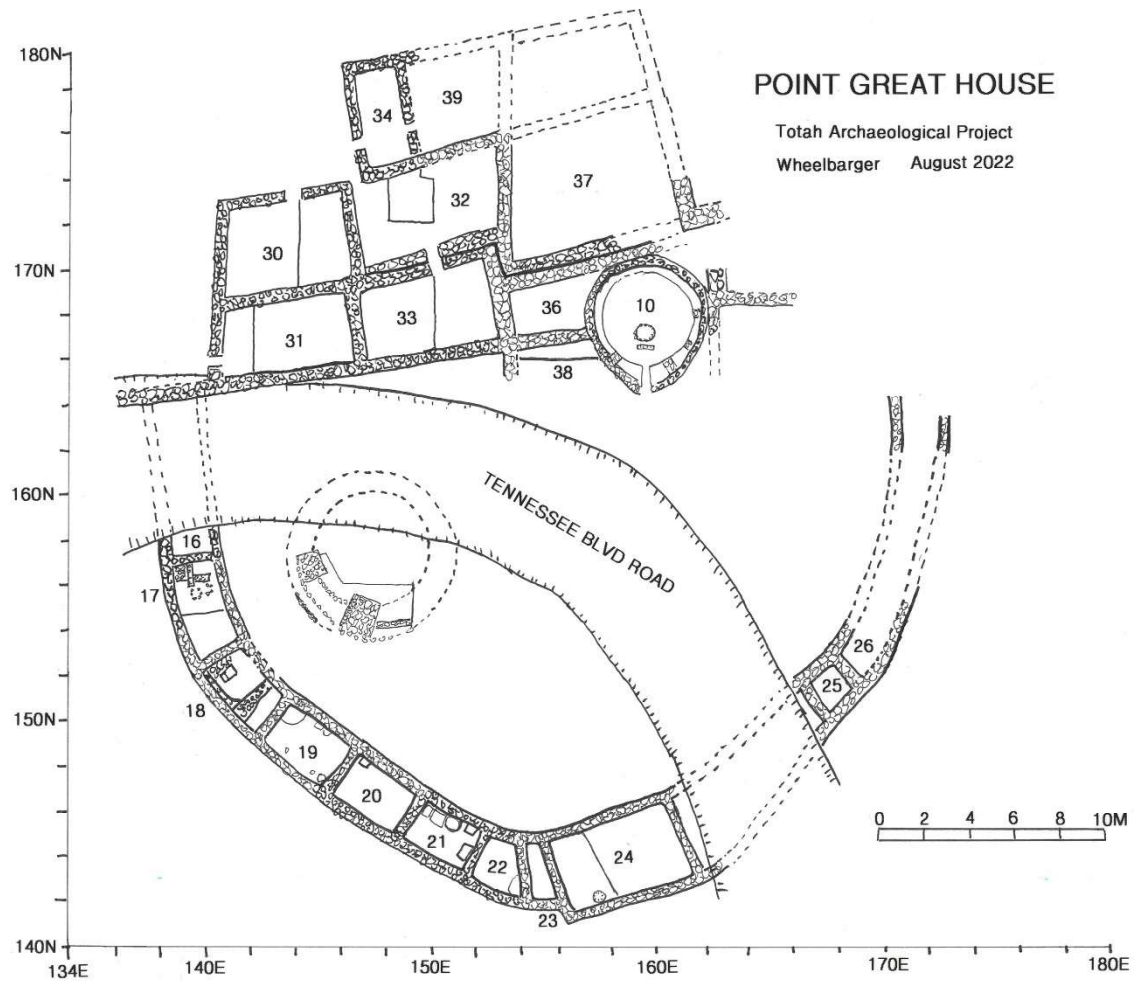 180N
POINT GREAT HOUSE
Totah Archaeological Project
Wheelbarger August 2022
39
34
37
32
30
170N
10
36
33
31
38
160N
TENNESSEE BLVD ROAD
16
17
26
25
150N
18
19
20
21
22
24
23
0 2 4 6 8 10M
140N
134E 140E 150E 160E 170E 180E